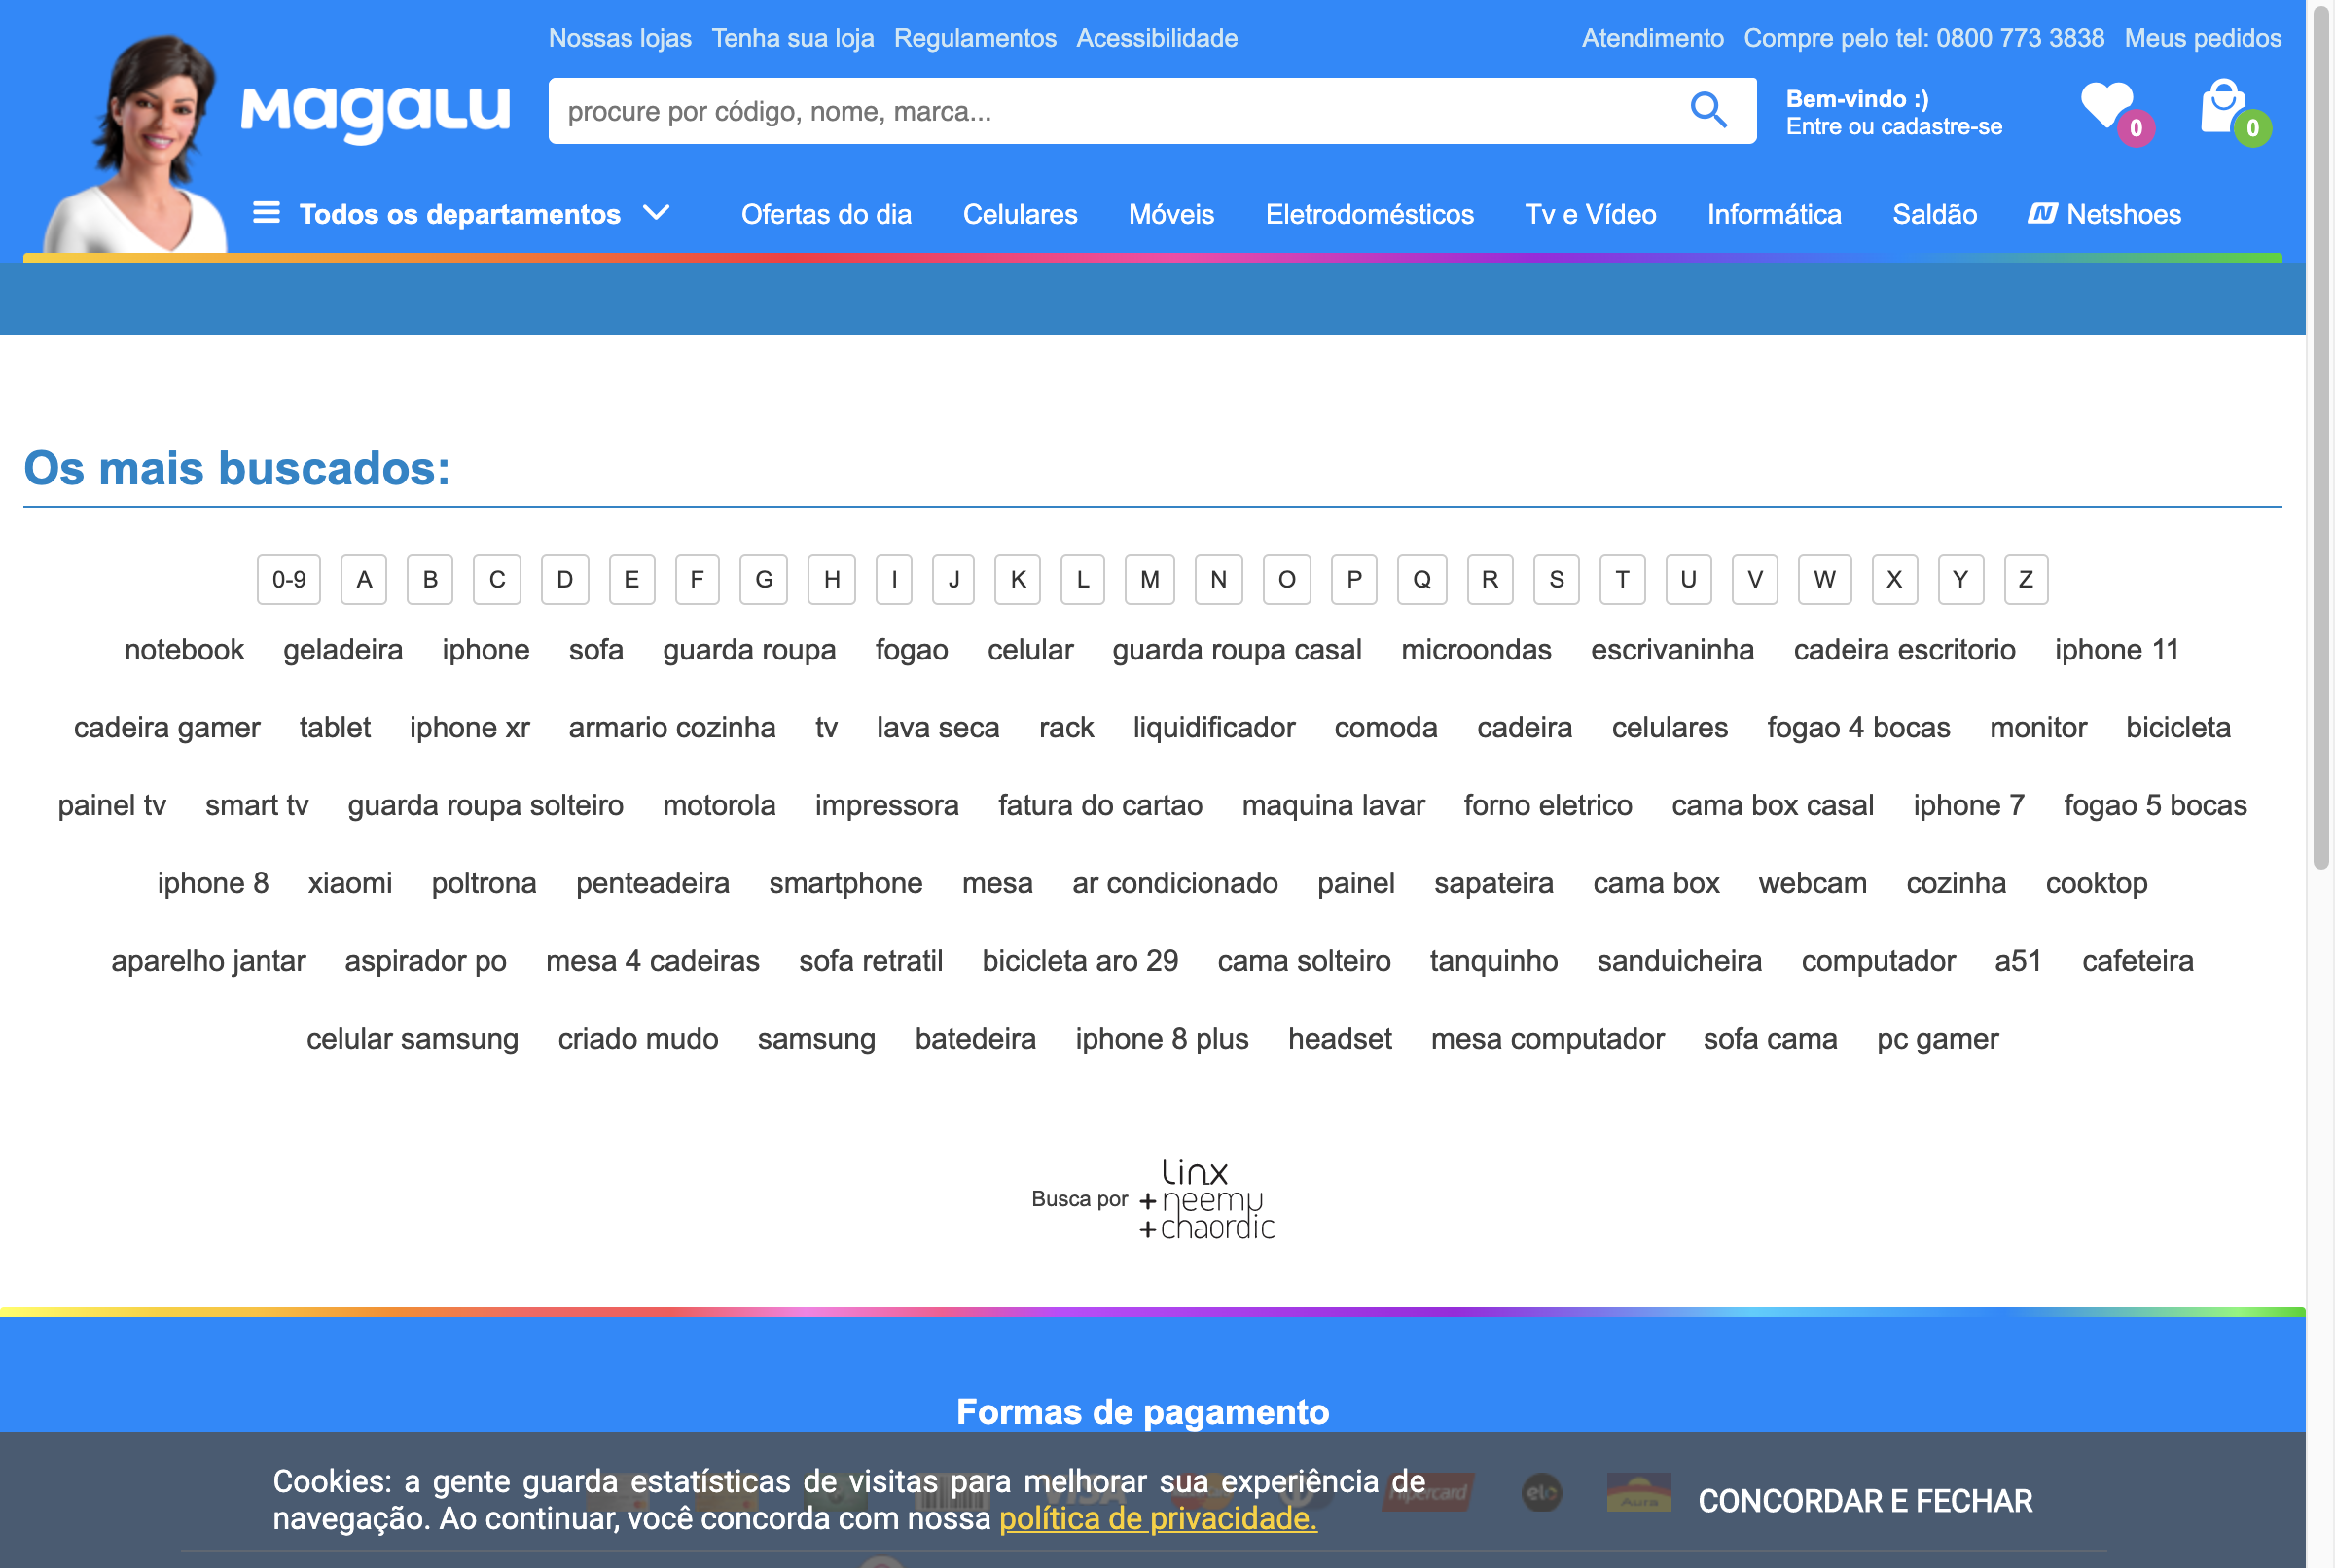 Nossas lojas Tenha sua loja Regulamentos Acessibilidade Atendimento Compre pelo tel: 0800 773 3838 Meus pedidos
Magalu
procure por código, nome, marca...
Bem-vindo :)
Entre ou cadastre-se
0
0
Todos os departamentos Ofertas do dia Celulares Móveis Eletrodomésticos Tv e Vídeo Informática Saldão Netshoes
Os mais buscados:
0-9 A B C D E F G H I J K L M N O P Q R S T U V W X Y Z
notebook geladeira iphone sofa guarda roupa fogao celular guarda roupa casal microondas escrivaninha cadeira escritorio iphone 11
cadeira gamer tablet iphone xr armario cozinha tv lava seca rack liquidificador comoda cadeira celulares fogao 4 bocas monitor bicicleta
painel tv smart tv guarda roupa solteiro motorola impressora fatura do cartao maquina lavar forno eletrico cama box casal iphone 7 fogao 5 bocas
iphone 8 xiaomi poltrona penteadeira smartphone mesa ar condicionado painel sapateira cama box webcam cozinha cooktop
aparelho jantar aspirador po mesa 4 cadeiras sofa retratil bicicleta aro 29 cama solteiro tanquinho sanduicheira computador a51 cafeteira
celular samsung criado mudo samsung batedeira iphone 8 plus headset mesa computador sofa cama pc gamer
Busca por
linx
+neemu
+chaordic
Formas de pagamento
Cookies: a gente guarda estatísticas de visitas para melhorar sua experiência de
navegação. Ao continuar, você concorda com nossa política de privacidade.
VISA Hipercard elo Aura
CONCORDAR E FECHAR